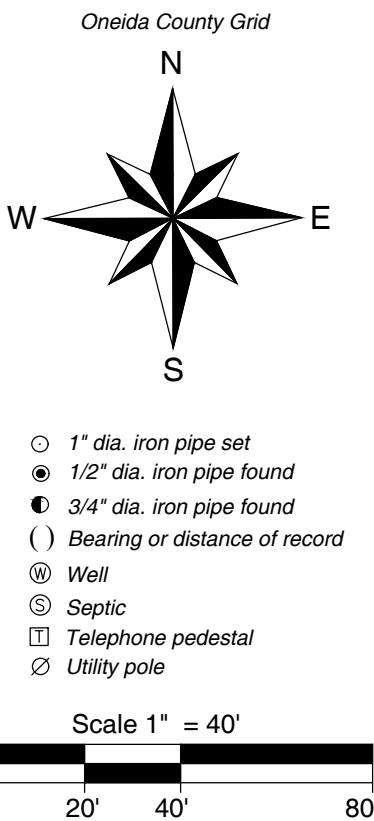 Oneida County Grid
N
W E
S
1" dia. iron pipe set
1/2" dia. iron pipe found
3/4" dia. iron pipe found
( ) Bearing or distance of record
W Well
S Septic
T Telephone pedestal
Utility pole
Scale 1" = 40'
20' 40' 80